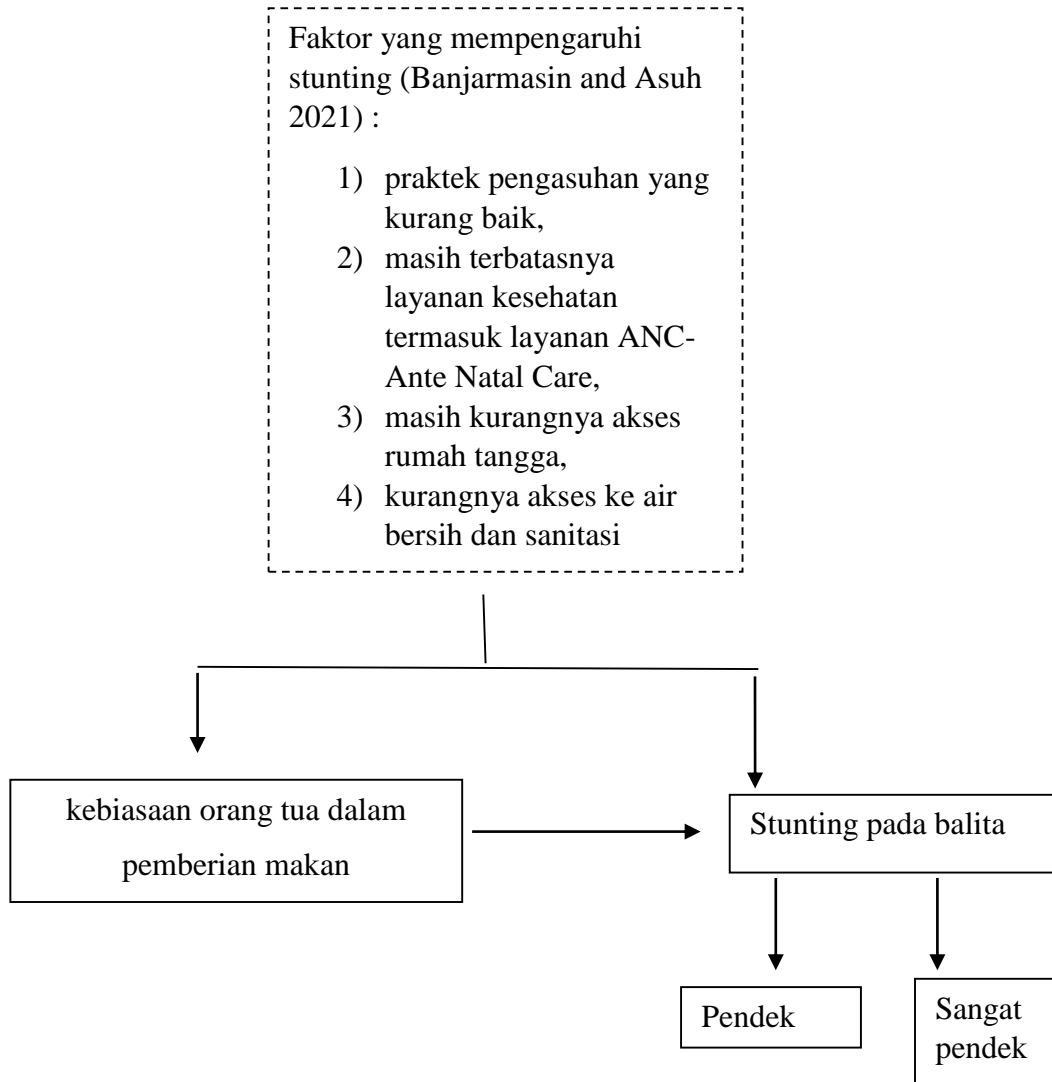 Faktor yang mempengaruhi
stunting (Banjarmasin and Asuh
2021) :
1) praktek pengasuhan yang
kurang baik,
2) masih terbatasnya
layanan kesehatan
termasuk layanan ANC-
Ante Natal Care,
3) masih kurangnya akses
rumah tangga,
4) kurangnya akses ke air
bersih dan sanitasi
kebiasaan orang tua dalam
pemberian makan
Stunting pada balita
Pendek
Sangat
pendek